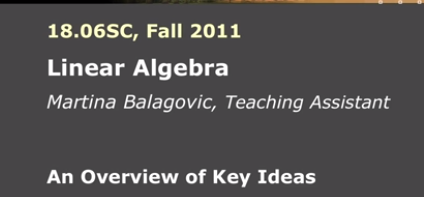 18.06SC, Fall 2011
Linear Algebra
Martina Balagovic, Teaching Assistant
An Overview of Key Ideas